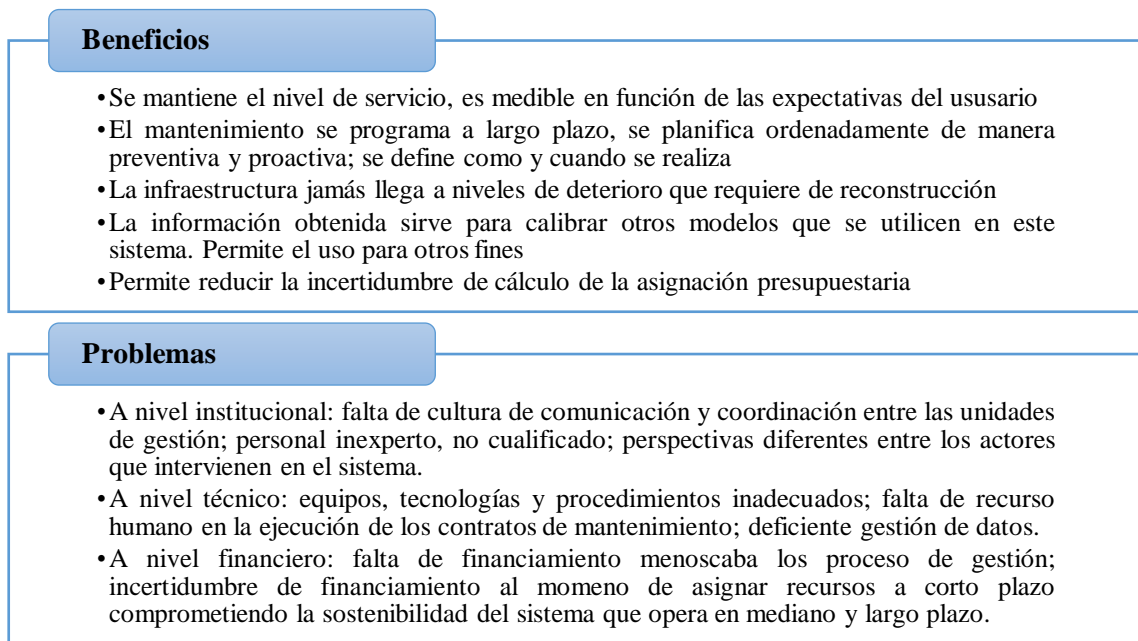 Beneficios
•Se mantiene el nivel de servicio, es medible en función de las expectativas del ususario
•El mantenimiento se programa a largo plazo, se planifica ordenadamente de manera
preventiva y proactiva; se define como y cuando se realiza
•La infraestructura jamás llega a niveles de deterioro que requiere de reconstrucción
•La información obtenida sirve para calibrar otros modelos que se utilicen en este
sistema. Permite el uso para otros fines
•Permite reducir la incertidumbre de cálculo de la asignación presupuestaria
Problemas
•A nivel institucional: falta de cultura de comunicación y coordinación entre las unidades
de gestión; personal inexperto, no cualificado; perspectivas diferentes entre los actores
que intervienen en el sistema.
•A nivel técnico: equipos, tecnologías y procedimientos inadecuados; falta de recurso
humano en la ejecución de los contratos de mantenimiento; deficiente gestión de datos.
•A nivel financiero: falta de financiamiento menoscaba los proceso de gestión;
incertidumbre de financiamiento al momeno de asignar recursos a corto plazo
comprometiendo la sostenibilidad del sistema que opera en mediano y largo plazo.